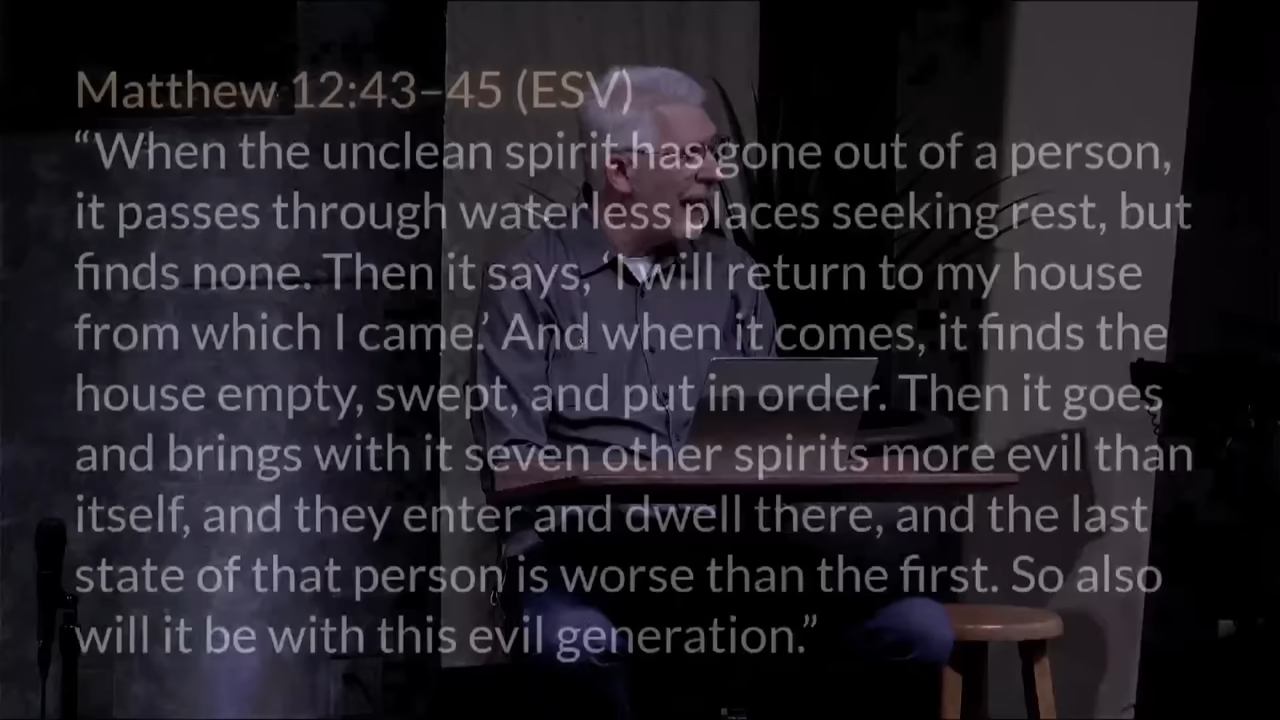 Matthew 12:43–45 (ESV)
“When the unclean spirit has gone out of a person,
it passes through waterless places seeking rest, but
finds none. Then it says, ‘I will return to my house
from which I came.’ And when it comes, it finds the
house empty, swept, and put in order. Then it goes
and brings with it seven other spirits more evil than
itself, and they enter and dwell there, and the last
state of that person is worse than the first. So also
will it be with this evil generation.”